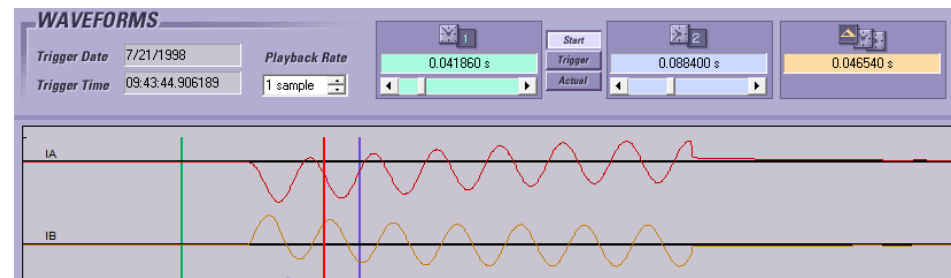 WAVEFORMS
Trigger Date 7/21/1998
Trigger Time 09:43:44.906189
Playback Rate
1 sample
1
0.041860 s
Start
Trigger
Actual
2
0.088400 s
0.046540 s
IA
IB